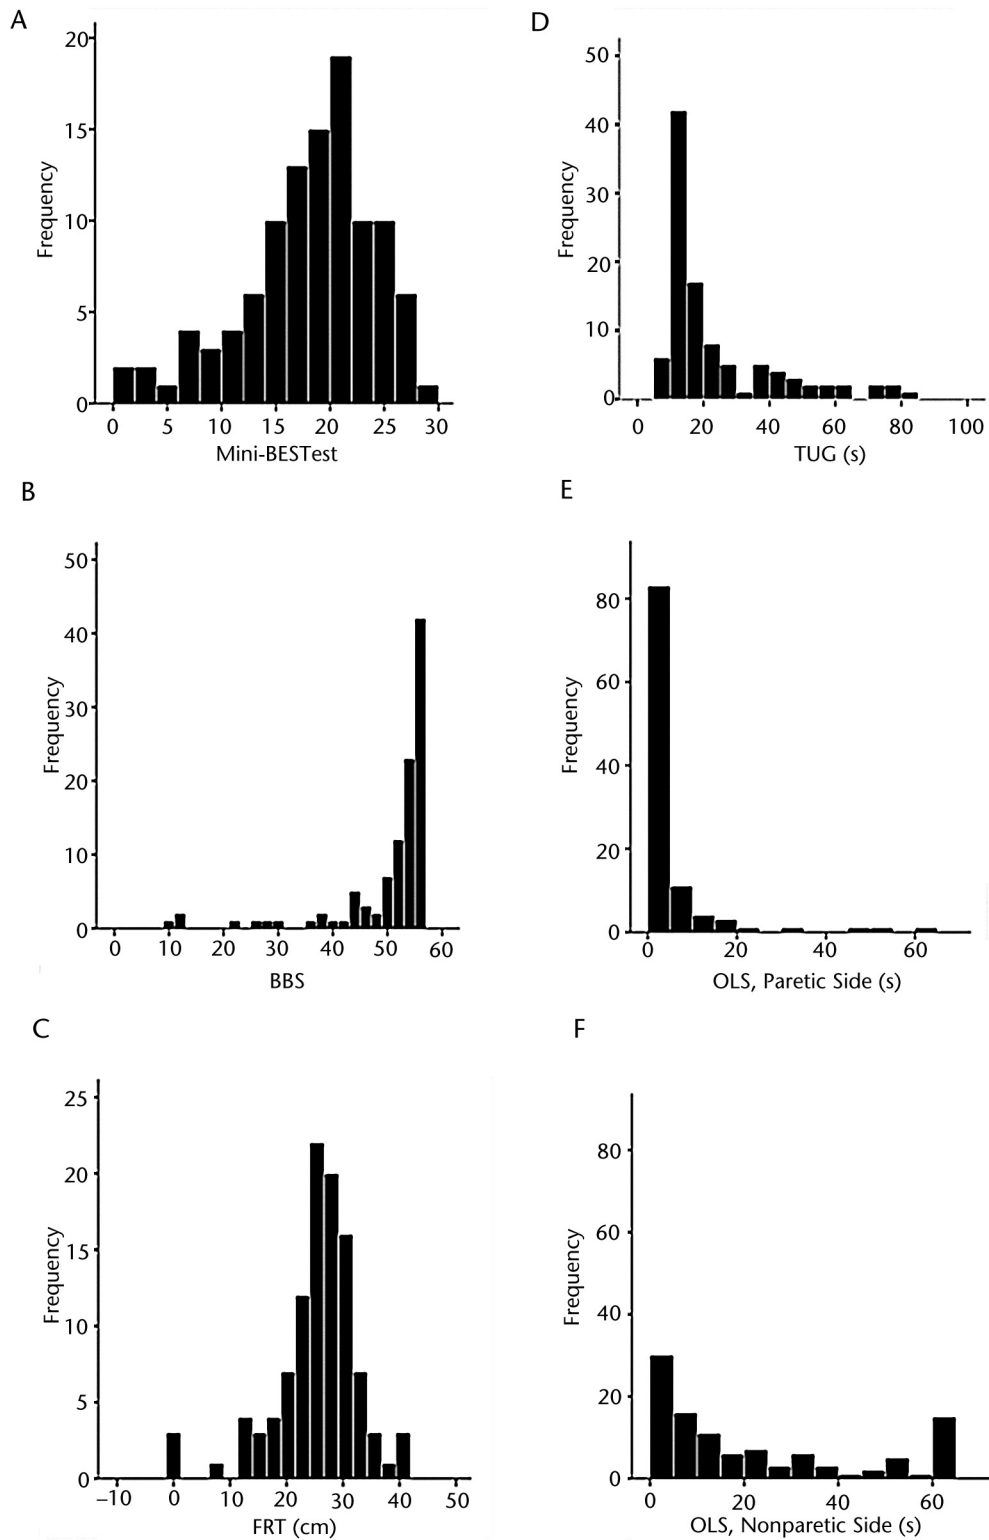 A
Frequency
20
15
10
5
0
0 5 10 15 20 25 30
Mini-BESTest
D
Frequency
50
40
30
20
10
0
0 20 40 60 80 100
TUG (s)
B
Frequency
50
40
30
20
10
0
0 10 20 30 40 50 60
BBS
E
Frequency
80
60
40
20
0
0 20 40 60
OLS, Paretic Side (s)
C
Frequency
25
20
15
10
5
0
−10 0 10 20 30 40 50
FRT (cm)
F
Frequency
80
60
40
20
0
0 20 40 60
OLS, Nonparetic Side (s)